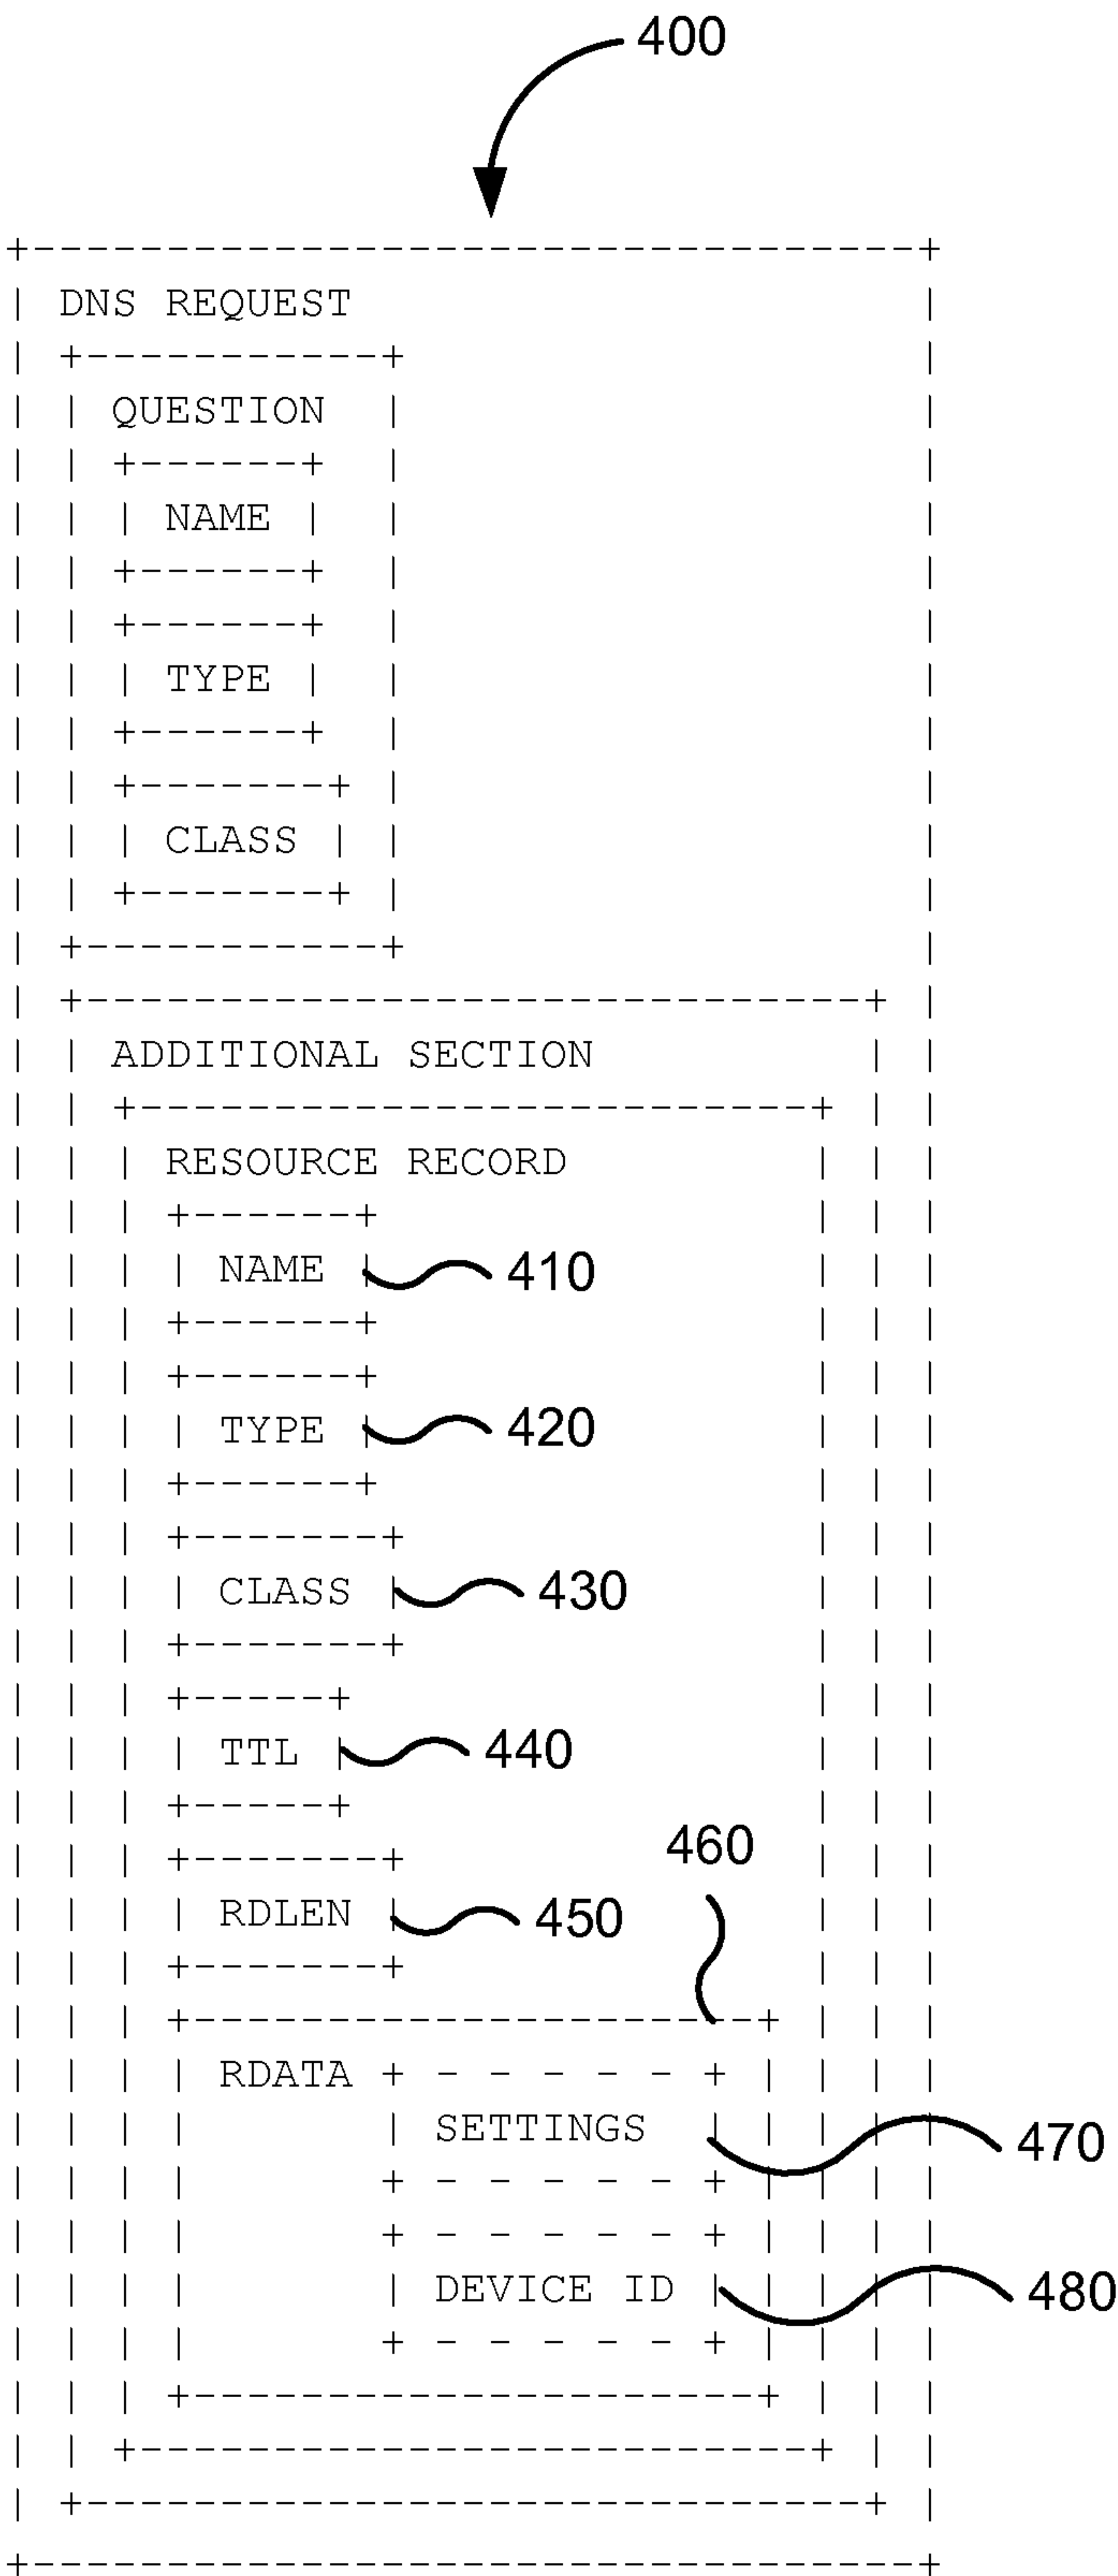 400
DNS REQUEST
QUESTION
NAME
TYPE
CLASS
ADDITIONAL SECTION
RESOURCE RECORD
NAME 410
TYPE 420
CLASS 430
TTL 440
460
RDLEN 450
RDATA
SETTINGS 470
DEVICE ID 480